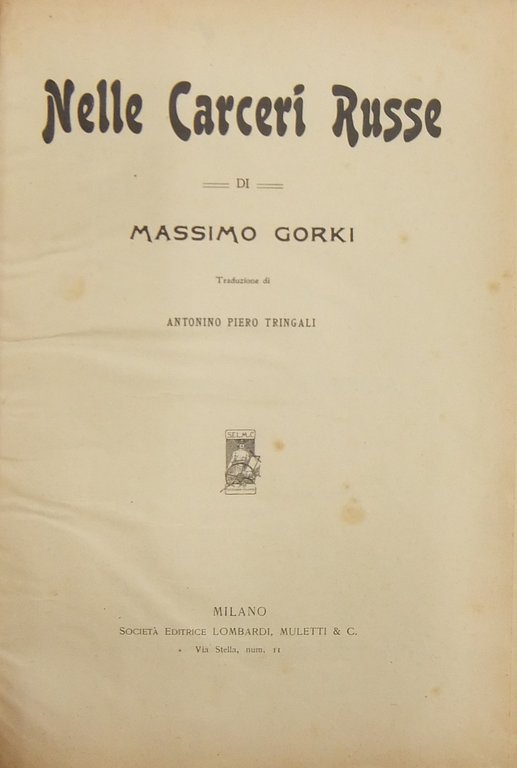 Nelle Carceri Russe
DI
MASSIMO GORKI
Traduzione di
ANTONINO PIERO TRINGALI
S.E.L.M.C.
MILANO
SOCIETÀ EDITRICE LOMBARDI, MULETTI & C.
Via Stella, num. 11